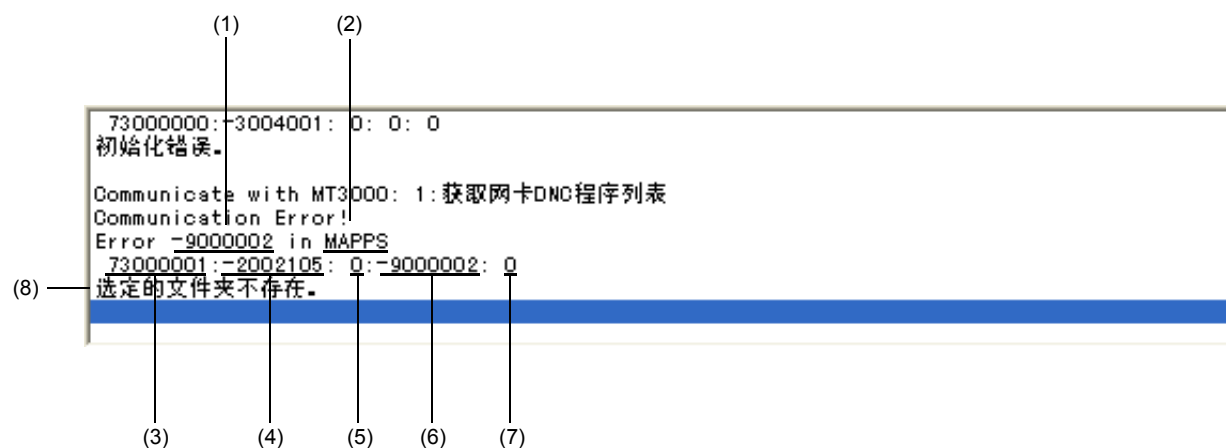 (1) (2)
73000000:-3004001: 0: 0: 0
初始化错误。
Communicate with MT3000: 1:获取网卡DNC程序列表
Communication Error!
Error -9000002 in MAPPS
73000001:-2002105: 0:-9000002: 0
(8) 选定的文件夹不存在。
(3) (4) (5) (6) (7)